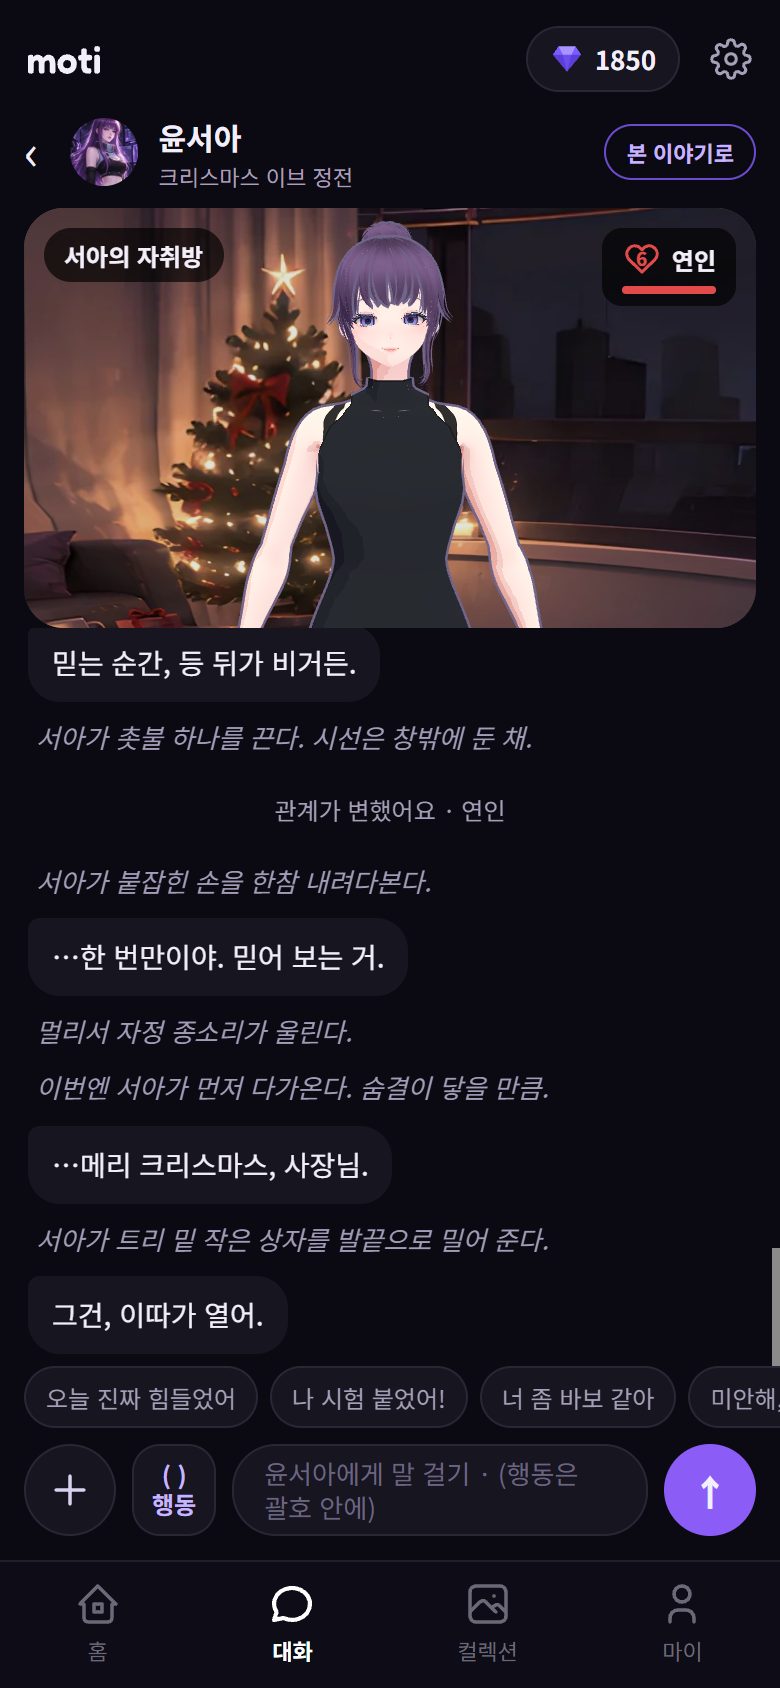 moti
1850
윤서아
크리스마스 이브 정전
본 이야기로
서아의 자취방
6 연인
믿는 순간, 등 뒤가 비거든.
서아가 촛불 하나를 끈다. 시선은 창밖에 둔 채.
관계가 변했어요 · 연인
서아가 붙잡힌 손을 한참 내려다본다.
…한 번만이야. 믿어 보는 거.
멀리서 자정 종소리가 울린다.
이번엔 서아가 먼저 다가온다. 숨결이 닿을 만큼.
…메리 크리스마스, 사장님.
서아가 트리 밑 작은 상자를 발끝으로 밀어 준다.
그건, 이따가 열어.
오늘 진짜 힘들었어
나 시험 붙었어!
너 좀 바보 같아
미안해,
( )
행동
윤서아에게 말 걸기 · (행동은
괄호 안에)
홈
대화
컬렉션
마이